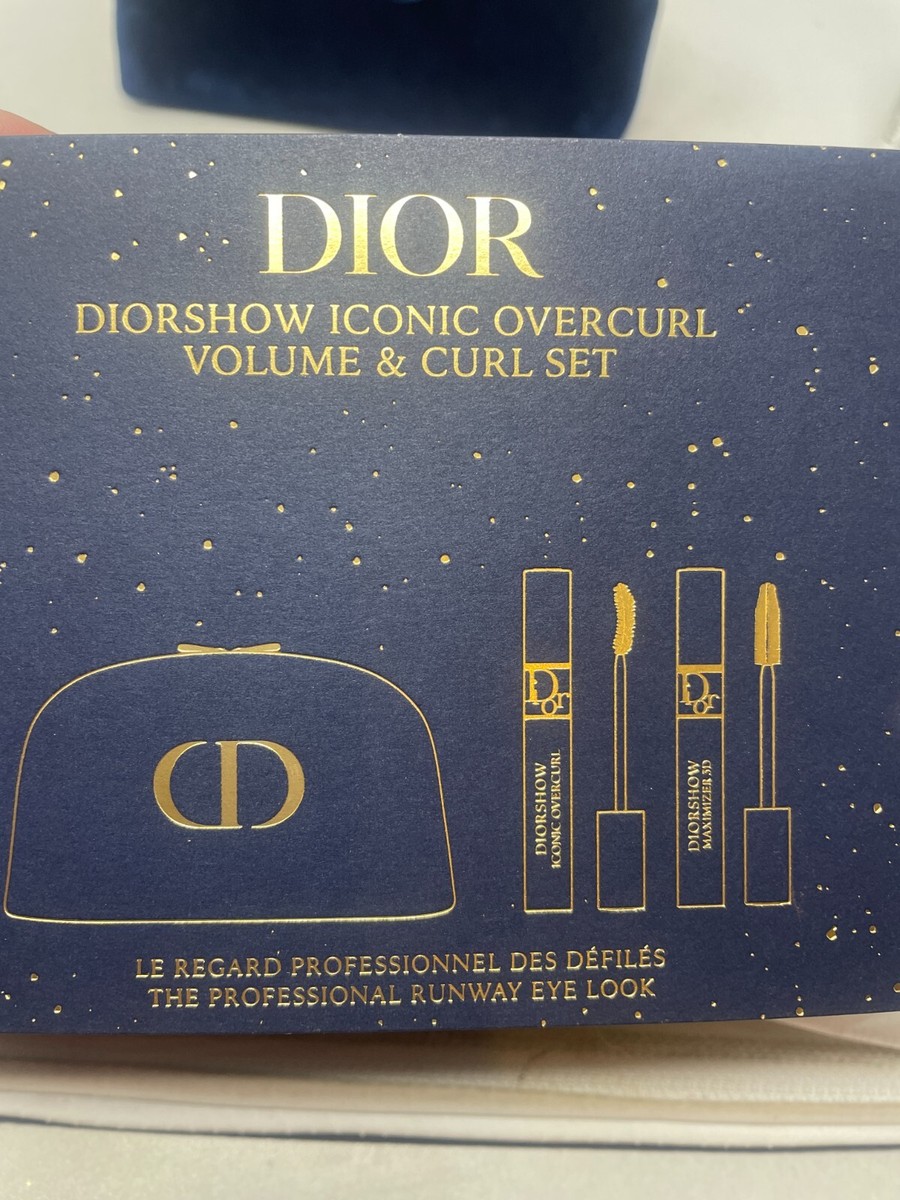 DIOR
DIORSHOW ICONIC OVERCURL
VOLUME & CURL SET
CD
Dior
DIORSHOW
ICONIC OVERCURL
Dior
DIORSHOW
MAXIMIZER 3D
LE REGARD PROFESSIONNEL DES DÉFILÉS
THE PROFESSIONAL RUNWAY EYE LOOK